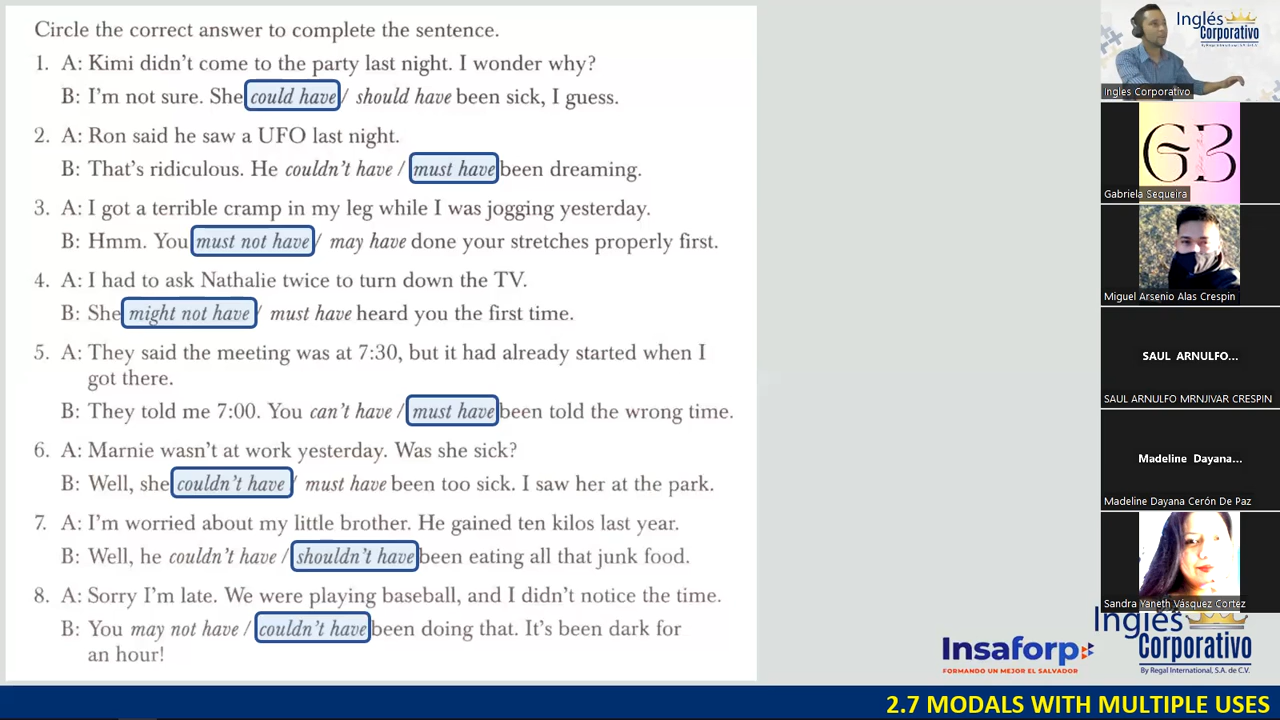 Circle the correct answer to complete the sentence.
1. A: Kimi didn't come to the party last night. I wonder why?
B: I'm not sure. She could have / should have been sick, I guess.
2. A: Ron said he saw a UFO last night.
B: That's ridiculous. He couldn't have / must have been dreaming.
3. A: I got a terrible cramp in my leg while I was jogging yesterday.
B: Hmm. You must not have / may have done your stretches properly first.
4. A: I had to ask Nathalie twice to turn down the TV.
B: She might not have / must have heard you the first time.
5. A: They said the meeting was at 7:30, but it had already started when I
got there.
B: They told me 7:00. You can't have / must have been told the wrong time.
6. A: Marnie wasn't at work yesterday. Was she sick?
B: Well, she couldn't have / must have been too sick. I saw her at the park.
7. A: I'm worried about my little brother. He gained ten kilos last year.
B: Well, he couldn't have / shouldn't have been eating all that junk food.
8. A: Sorry I'm late. We were playing baseball, and I didn't notice the time.
B: You may not have / couldn't have been doing that. It's been dark for
an hour!
Inglés
Corporativo
By Regal International, S.A. de C.V.
Ingles Corporativo
GB
Gabriela Sequeira
Miguel Arsenio Alas Crespin
SAUL ARNULFO...
SAUL ARNULFO MRNJIVAR CRESPIN
Madeline Dayana...
Madeline Dayana Cerón De Paz
Sandra Yaneth Vásquez Cortez
Insaforp
FORMANDO UN MEJOR EL SALVADOR
Inglés
Corporativo
By Regal International, S.A. de C.V.
2.7 MODALS WITH MULTIPLE USES